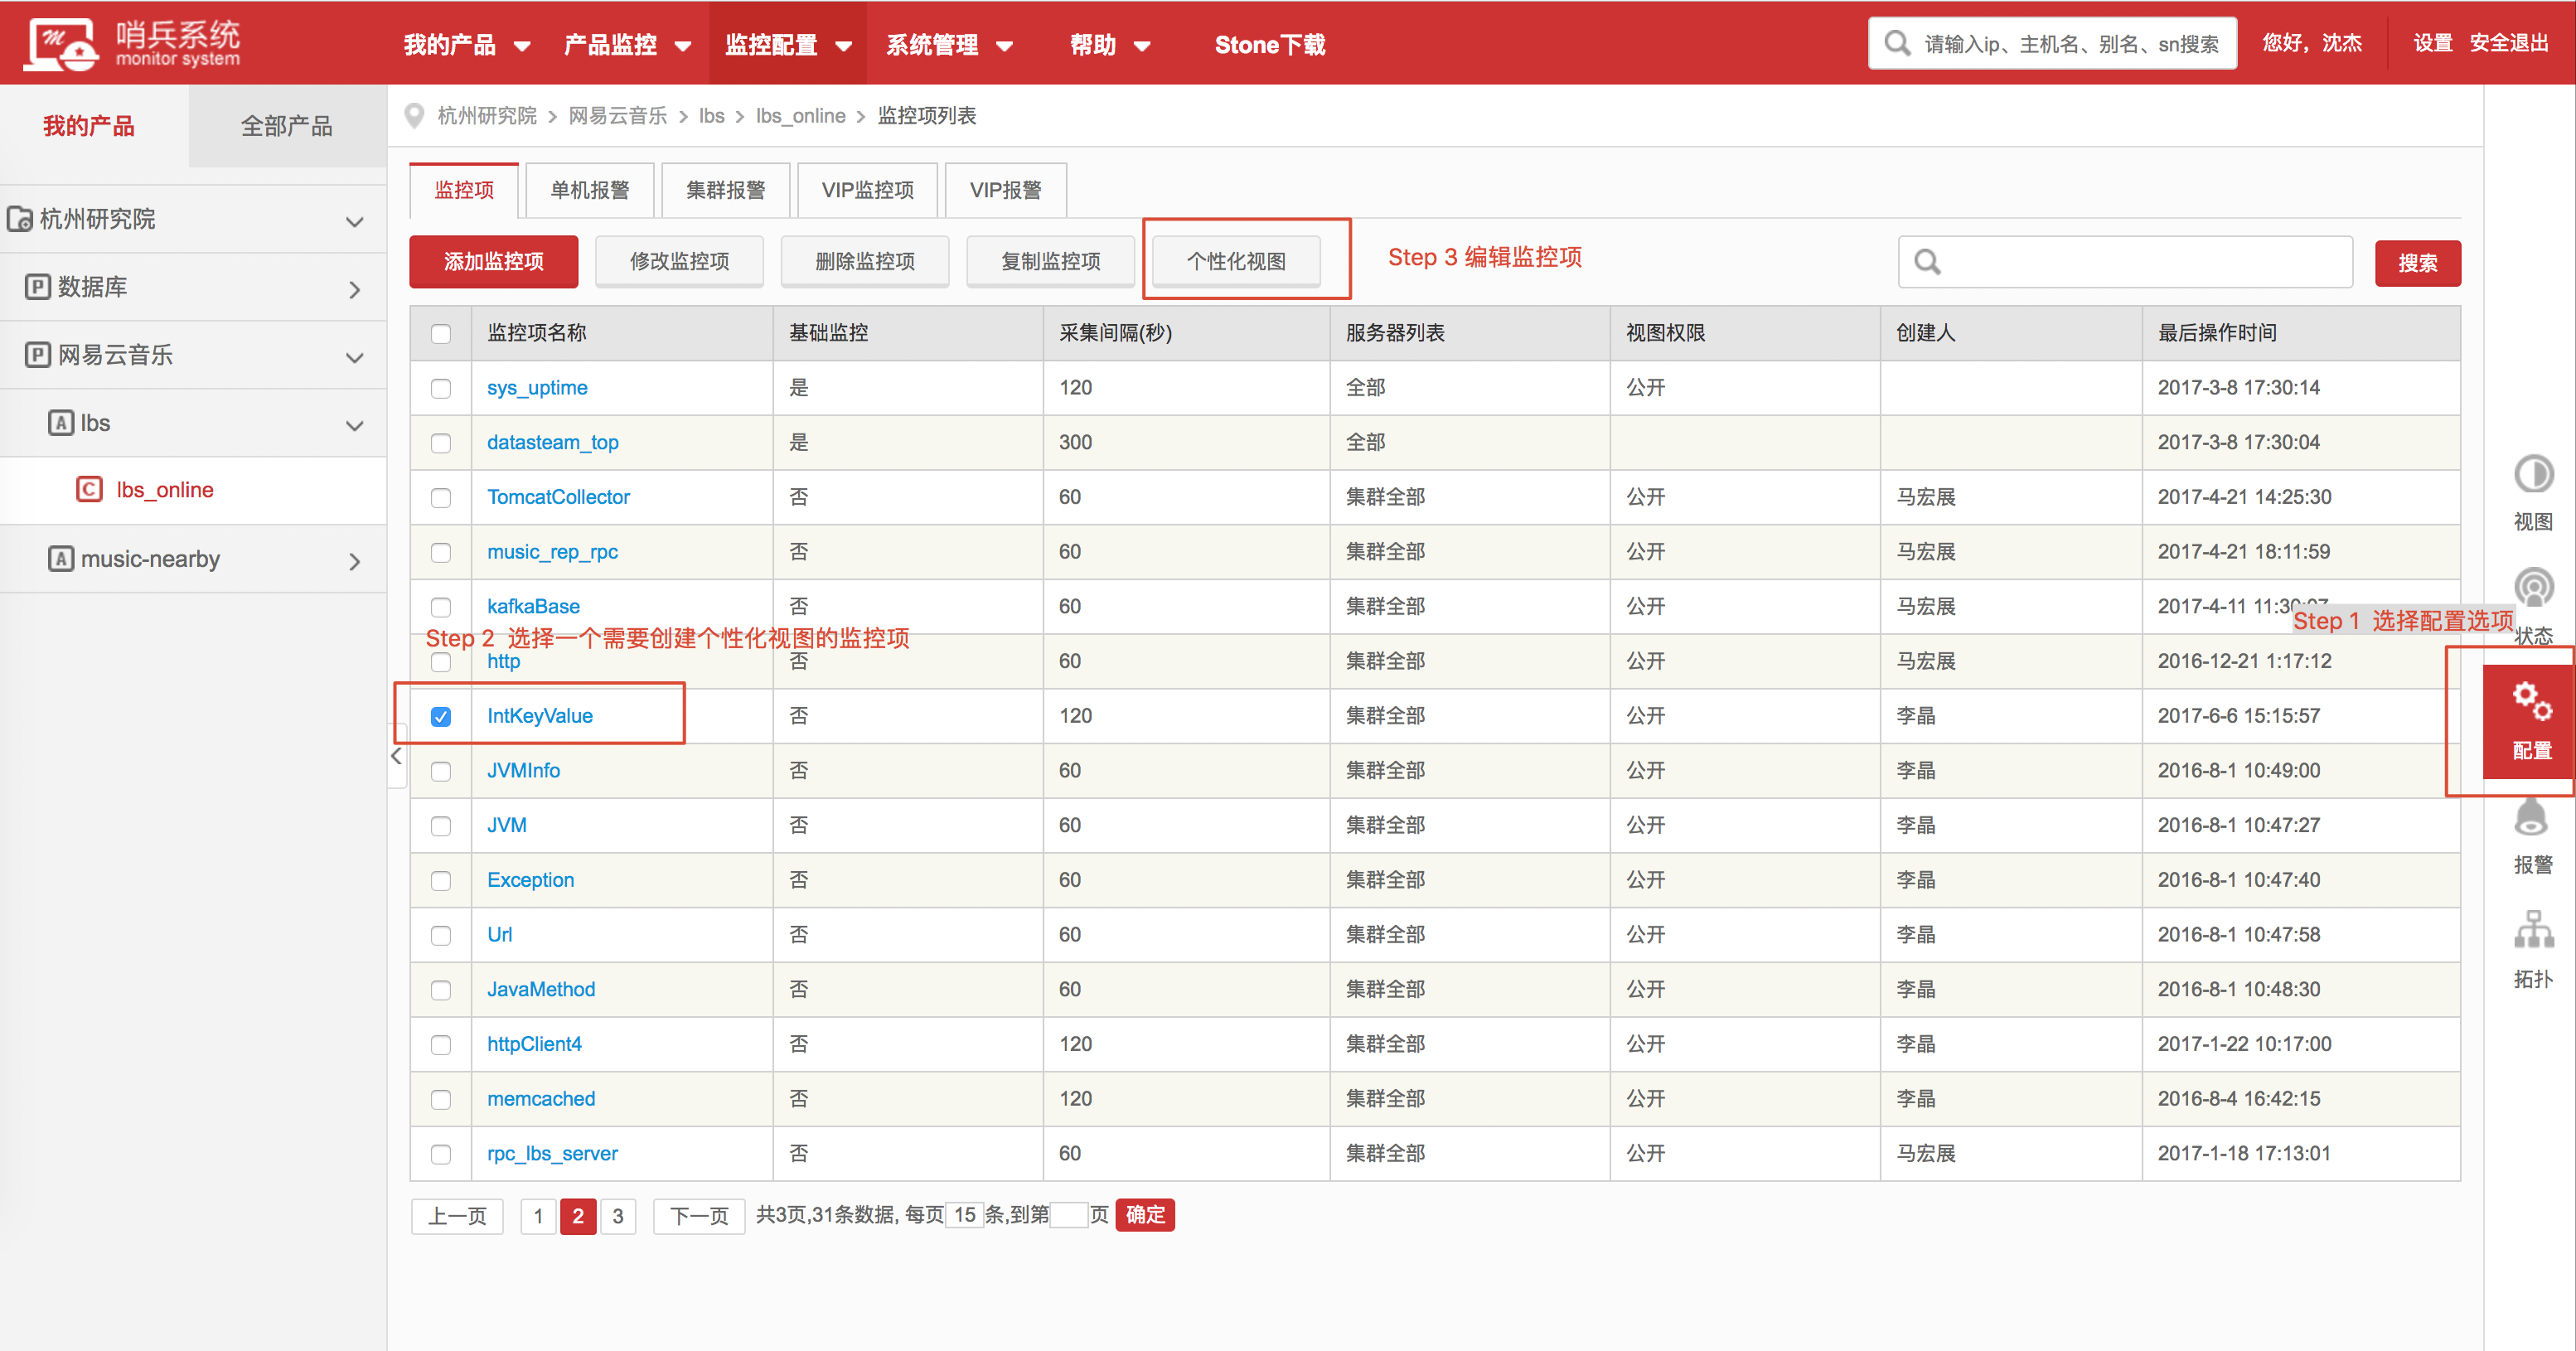 哨兵系统
monitor system
我的产品 产品监控 监控配置 系统管理 帮助 Stone下载
请输入ip、主机名、别名、sn搜索
您好，沈杰 设置 安全退出
我的产品 全部产品
杭州研究院 > 网易云音乐 > lbs > lbs_online > 监控项列表
杭州研究院
P 数据库
P 网易云音乐
A lbs
C lbs_online
A music-nearby
监控项 单机报警 集群报警 VIP监控项 VIP报警
添加监控项 修改监控项 删除监控项 复制监控项 个性化视图 Step 3 编辑监控项 搜索
监控项名称 基础监控 采集间隔(秒) 服务器列表 视图权限 创建人 最后操作时间
sys_uptime 是 120 全部 公开 2017-3-8 17:30:14
datasteam_top 是 300 全部 2017-3-8 17:30:04
TomcatCollector 否 60 集群全部 公开 马宏展 2017-4-21 14:25:30
music_rep_rpc 否 60 集群全部 公开 马宏展 2017-4-21 18:11:59
kafkaBase 否 60 集群全部 公开 马宏展 2017-4-11
Step 2 选择一个需要创建个性化视图的监控项
Step 1 选择配置选项
http 否 60 集群全部 公开 马宏展 2016-12-21 1:17:12
IntKeyValue 否 120 集群全部 公开 李晶 2017-6-6 15:15:57
JVMInfo 否 60 集群全部 公开 李晶 2016-8-1 10:49:00
JVM 否 60 集群全部 公开 李晶 2016-8-1 10:47:27
Exception 否 60 集群全部 公开 李晶 2016-8-1 10:47:40
Url 否 60 集群全部 公开 李晶 2016-8-1 10:47:58
JavaMethod 否 60 集群全部 公开 李晶 2016-8-1 10:48:30
httpClient4 否 120 集群全部 公开 李晶 2017-1-22 10:17:00
memcached 否 120 集群全部 公开 李晶 2016-8-4 16:42:15
rpc_lbs_server 否 60 集群全部 公开 马宏展 2017-1-18 17:13:01
上一页 1 2 3 下一页 共3页,31条数据, 每页 15 条,到第 页 确定
视图
状态
配置
报警
拓扑